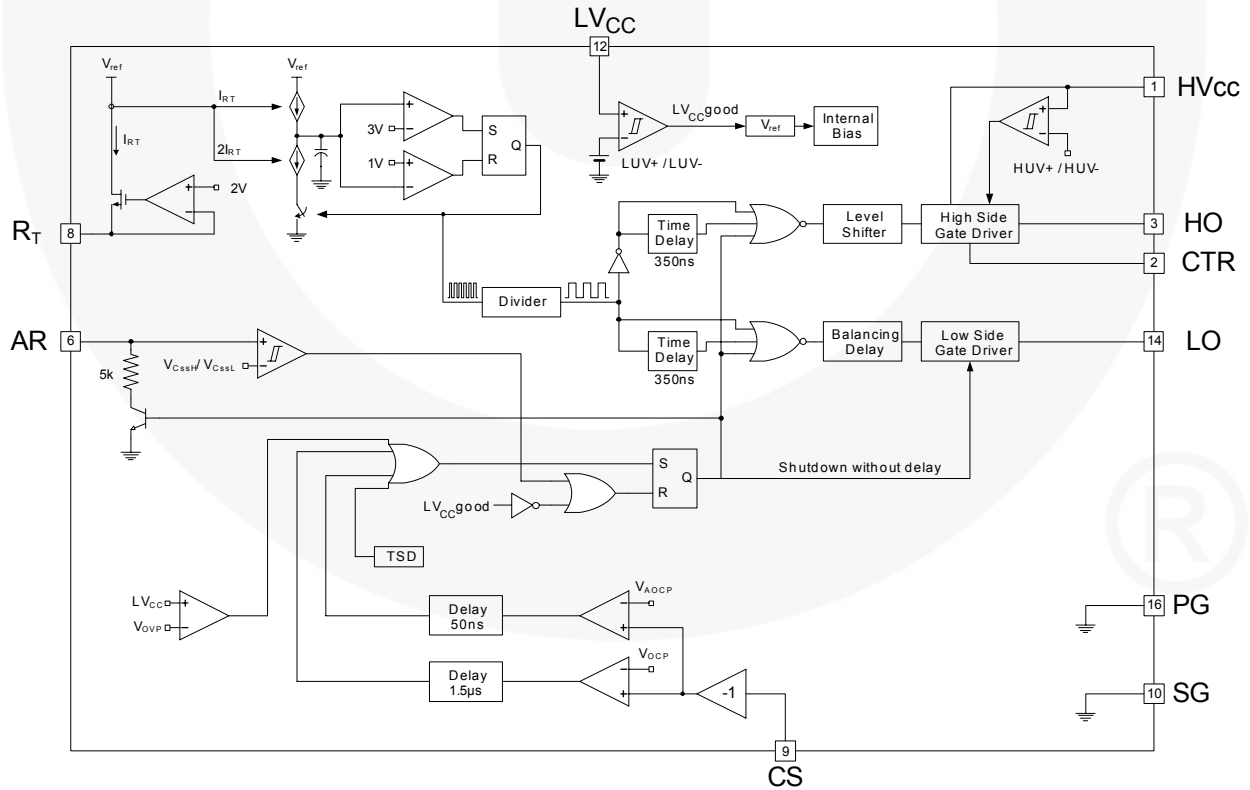 LVCC
12
Vref
Vref
IRT
IRT
2IRT
3V
1V
2V
+
-
+
-
+
-
S
R
Q
RT
8
+
-
LVCCgood
LUV+ / LUV-
Vref
Internal
Bias
+
-
HUV+ / HUV-
1
HVcc
Time
Delay
350ns
Level
Shifter
High Side
Gate Driver
3
HO
2
CTR
Divider
Time
Delay
350ns
Balancing
Delay
Low Side
Gate Driver
14
LO
AR
6
5k
+
-
VCssH/ VCssL
S
R
Q
Shutdown without delay
LVCCgood
TSD
LVCC
VOVP
+
-
Delay
50ns
-
+
VAOCP
Delay
1.5µs
-
+
VOCP
-1
16
PG
10
SG
9
CS
®